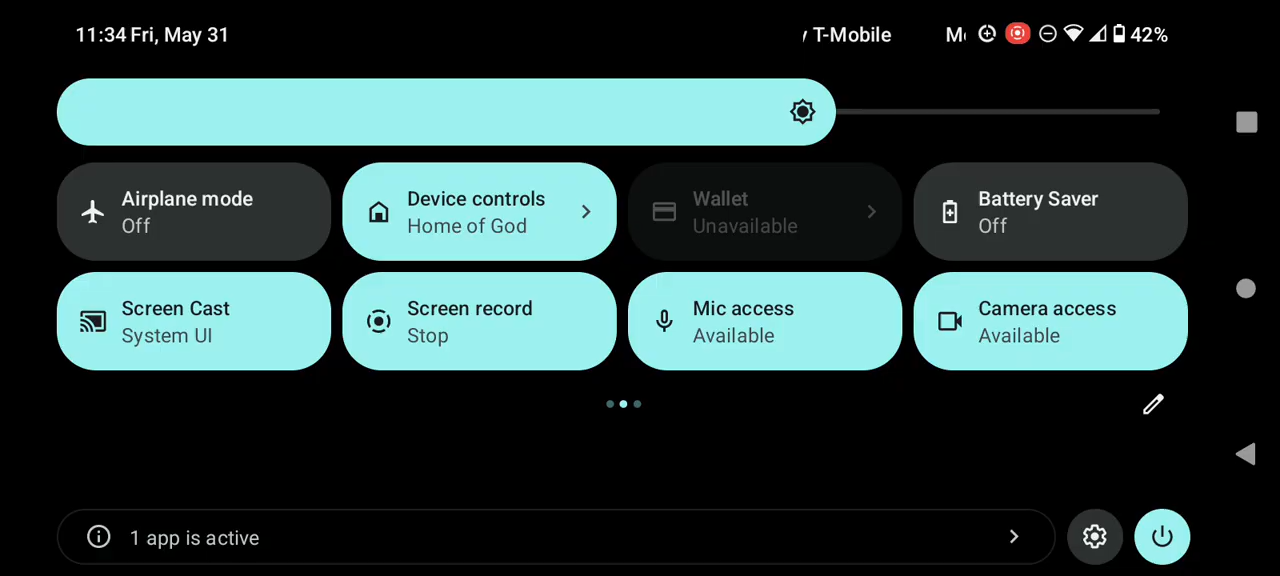 11:34 Fri, May 31
T-Mobile
42%
Airplane mode
Off
Device controls
Home of God
Wallet
Unavailable
Battery Saver
Off
Screen Cast
System UI
Screen record
Stop
Mic access
Available
Camera access
Available
1 app is active